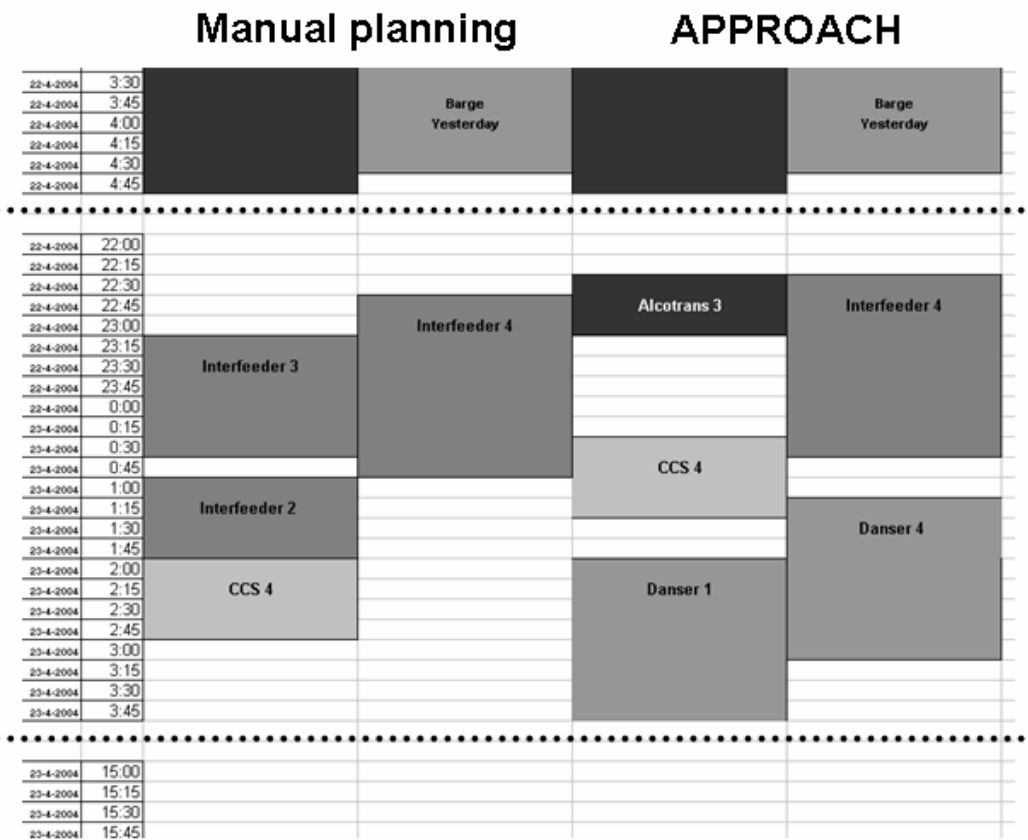 Manual planning APPROACH
22-4-2004 3:30
22-4-2004 3:45 Barge Barge
22-4-2004 4:00 Yesterday Yesterday
22-4-2004 4:15
22-4-2004 4:30
22-4-2004 4:45
22-4-2004 22:00
22-4-2004 22:15
22-4-2004 22:30
22-4-2004 22:45 Alcotrans 3 Interfeeder 4
22-4-2004 23:00 Interfeeder 4
22-4-2004 23:15
22-4-2004 23:30 Interfeeder 3
22-4-2004 23:45
22-4-2004 0:00
23-4-2004 0:15
23-4-2004 0:30
23-4-2004 0:45 CCS 4
23-4-2004 1:00
23-4-2004 1:15 Interfeeder 2
23-4-2004 1:30 Danser 4
23-4-2004 1:45
23-4-2004 2:00
23-4-2004 2:15 CCS 4 Danser 1
23-4-2004 2:30
23-4-2004 2:45
23-4-2004 3:00
23-4-2004 3:15
23-4-2004 3:30
23-4-2004 3:45
23-4-2004 15:00
23-4-2004 15:15
23-4-2004 15:30
23-4-2004 15:45